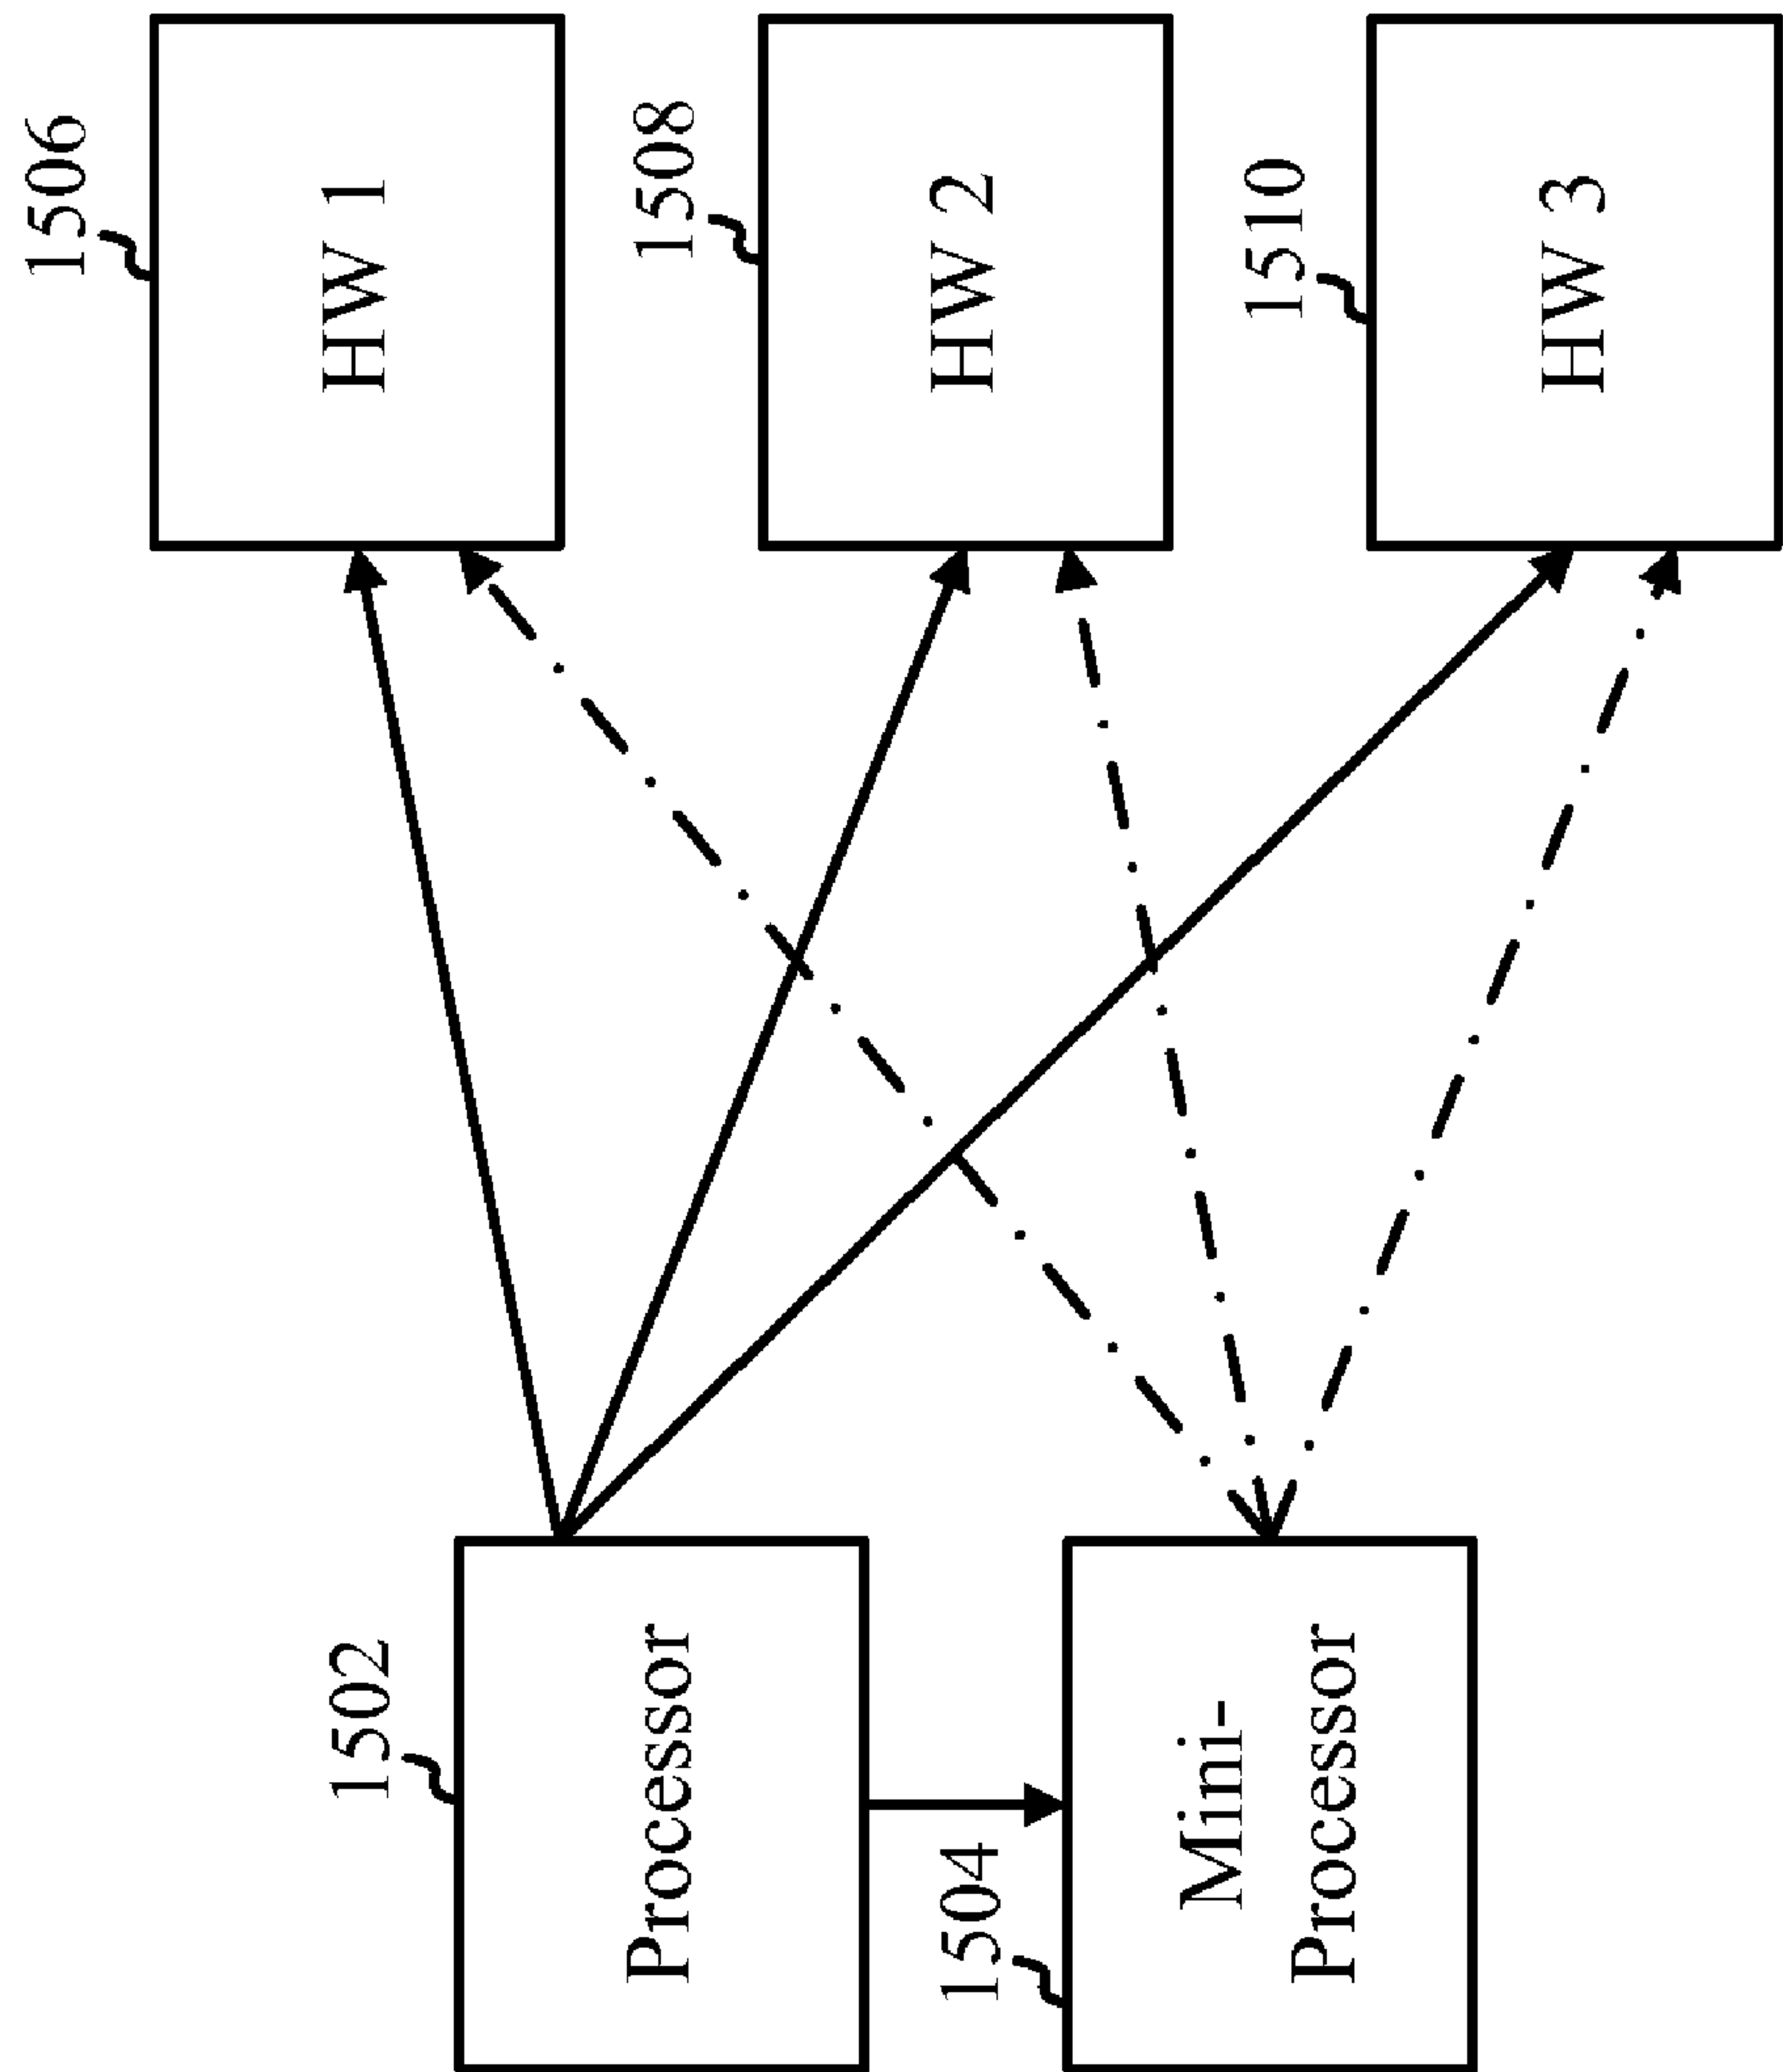 1502
Processor
1504
Mini-
Processor
1506
HW 1
1508
HW 2
1510
HW 3